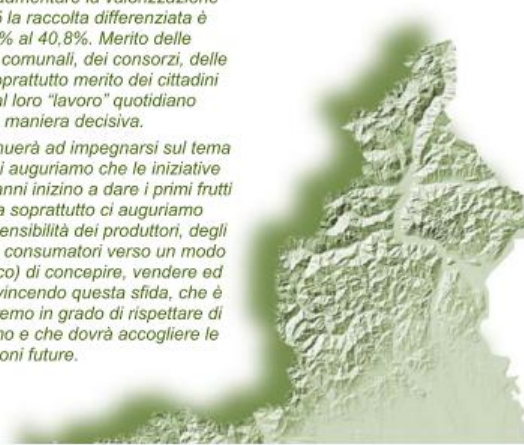 aumentare la valorizzazione
la raccolta differenziata è
% al 40,8%. Merito delle
comunali, dei consorzi, delle
oprattutto merito dei cittadini
al loro “lavoro” quotidiano
maniera decisiva.
nuerà ad impegnarsi sul tema
i auguriamo che le iniziative
anni inizino a dare i primi frutti
a soprattutto ci auguriamo
ensibilità dei produttori, degli
consumatori verso un modo
co) di concepire, vendere ed
vincendo questa sfida, che è
remo in grado di rispettare di
no e che dovrà accogliere le
oni future.